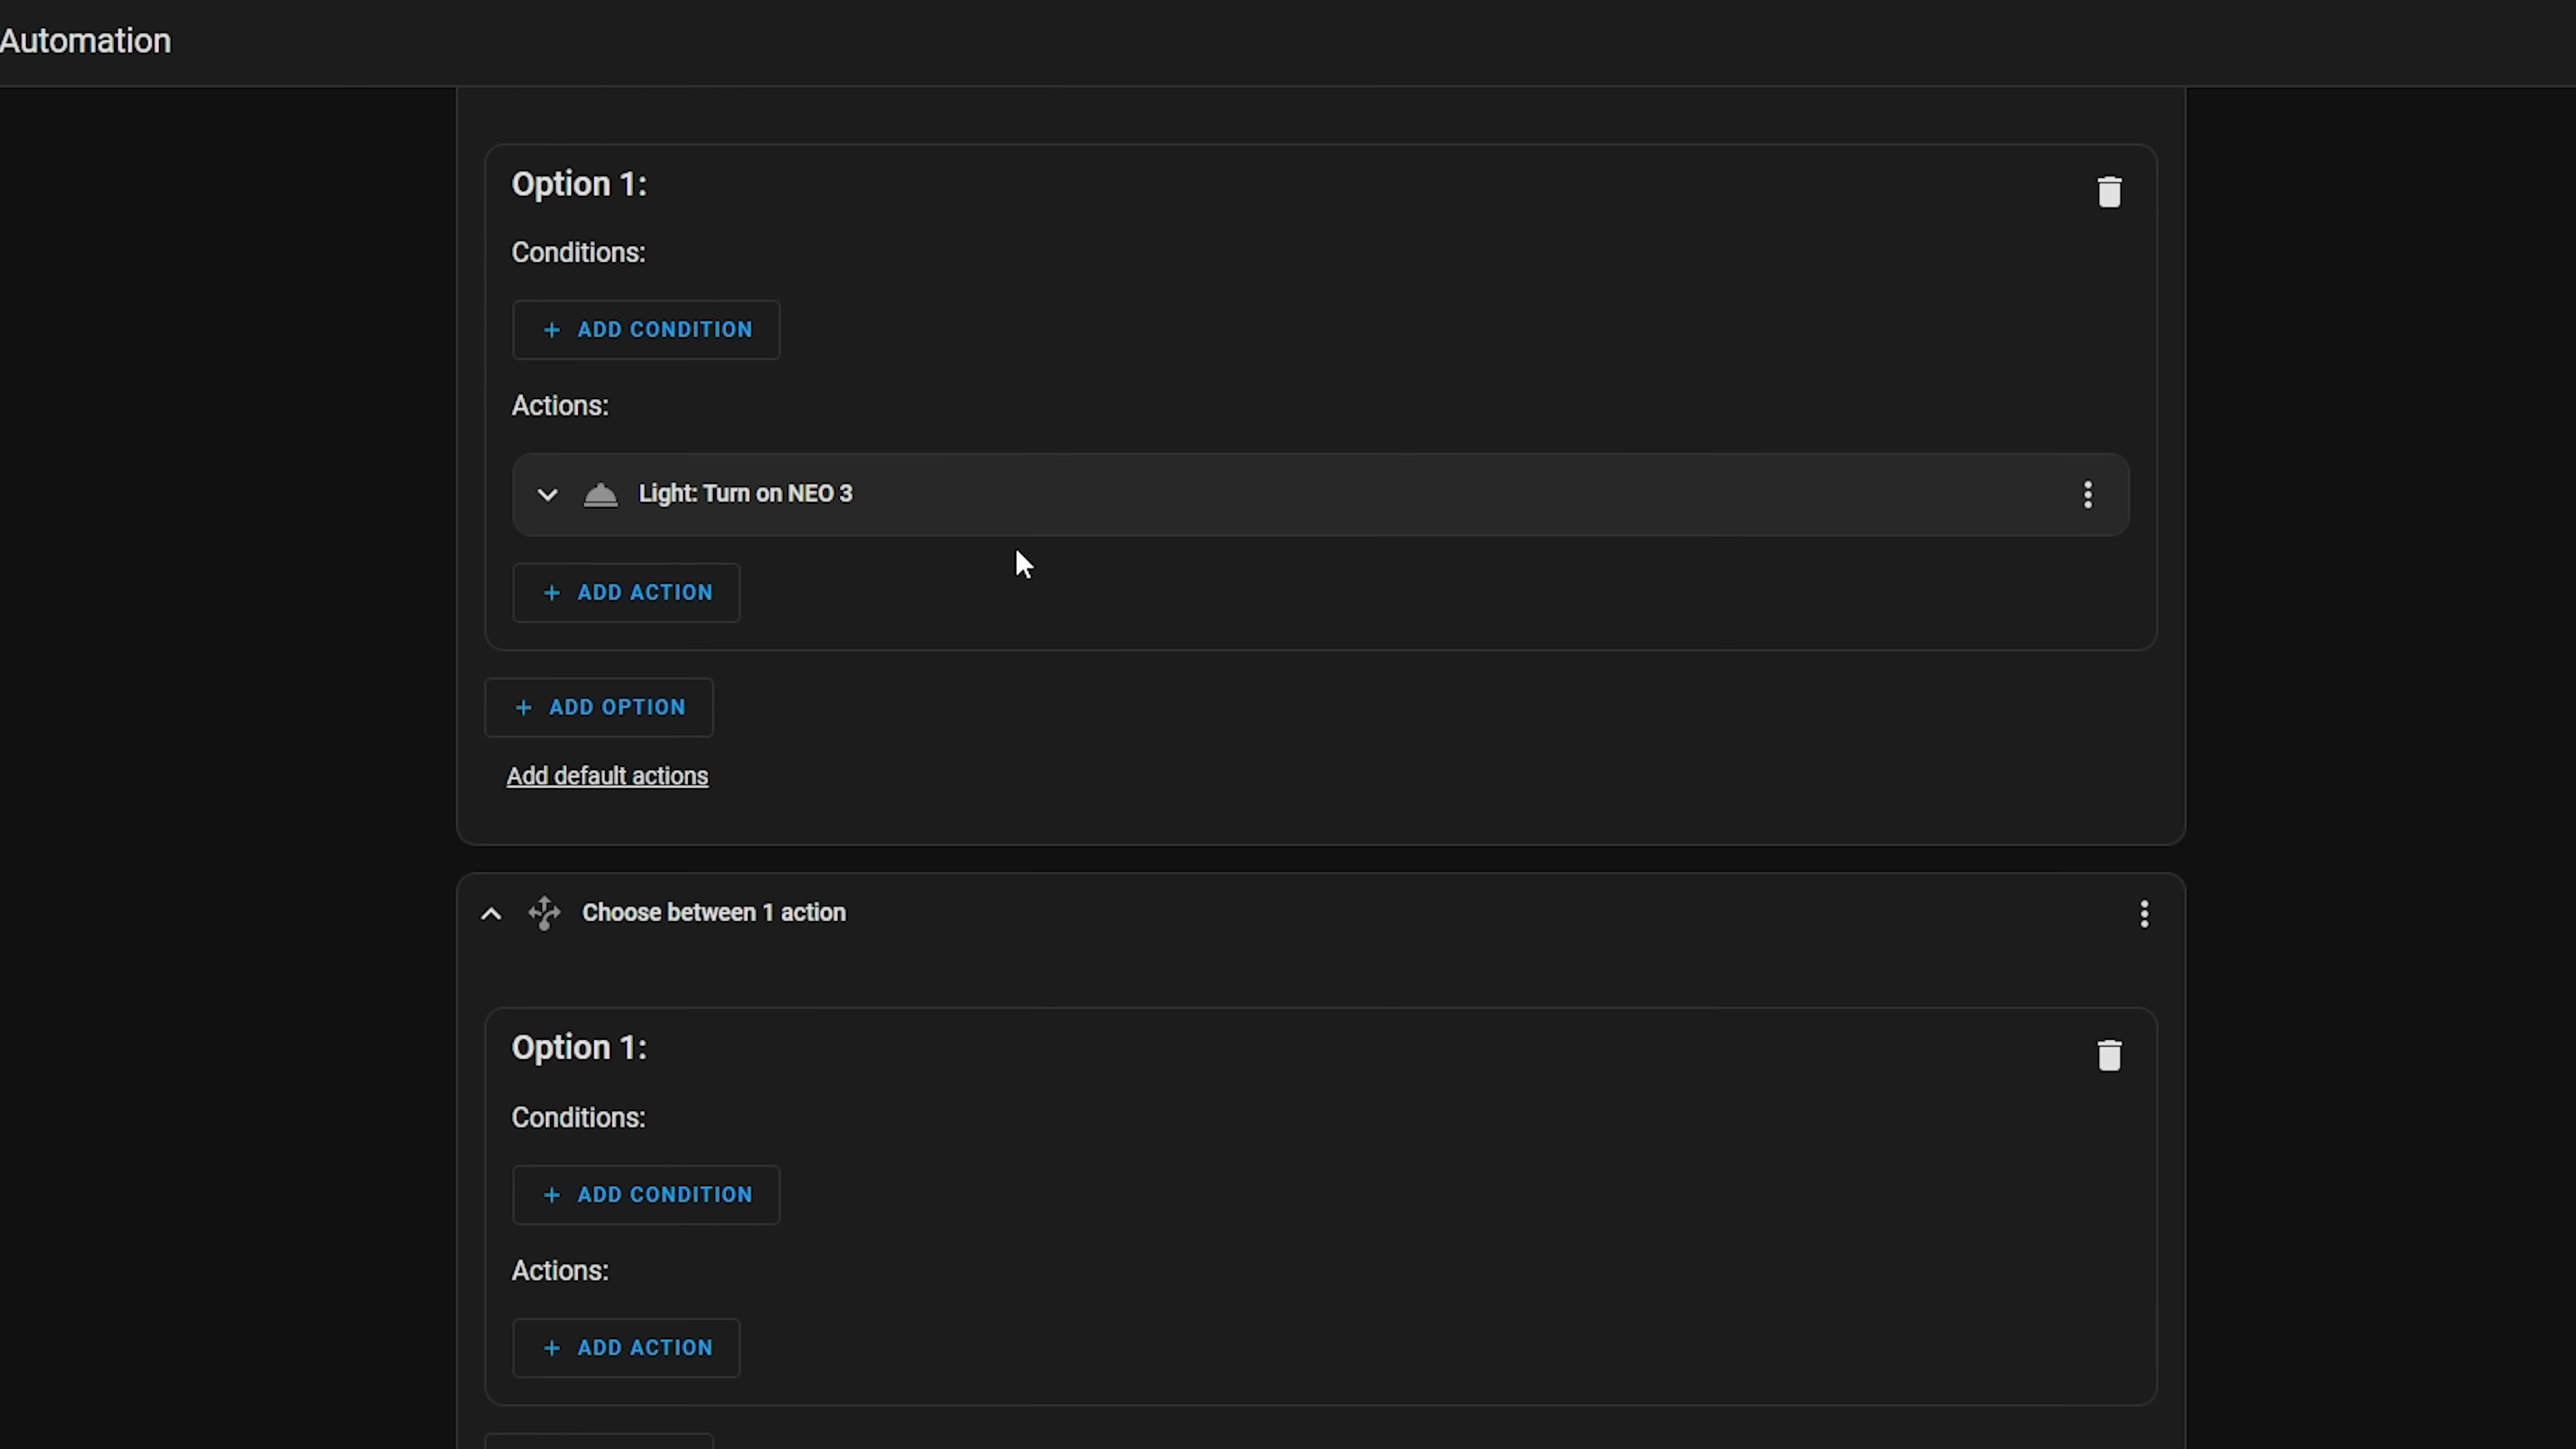 Automation
Option 1:
Conditions:
+ ADD CONDITION
Actions:
Light: Turn on NEO 3
+ ADD ACTION
+ ADD OPTION
Add default actions
Choose between 1 action
Option 1:
Conditions:
+ ADD CONDITION
Actions:
+ ADD ACTION